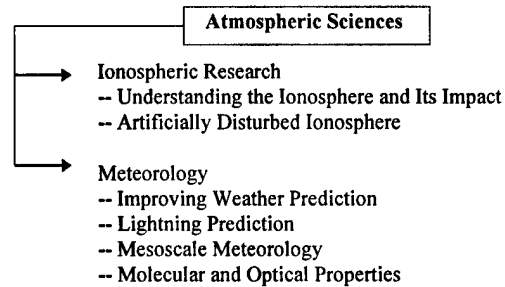 Atmospheric Sciences
Ionospheric Research
-- Understanding the Ionosphere and Its Impact
-- Artificially Disturbed Ionosphere
Meteorology
-- Improving Weather Prediction
-- Lightning Prediction
-- Mesoscale Meteorology
-- Molecular and Optical Properties